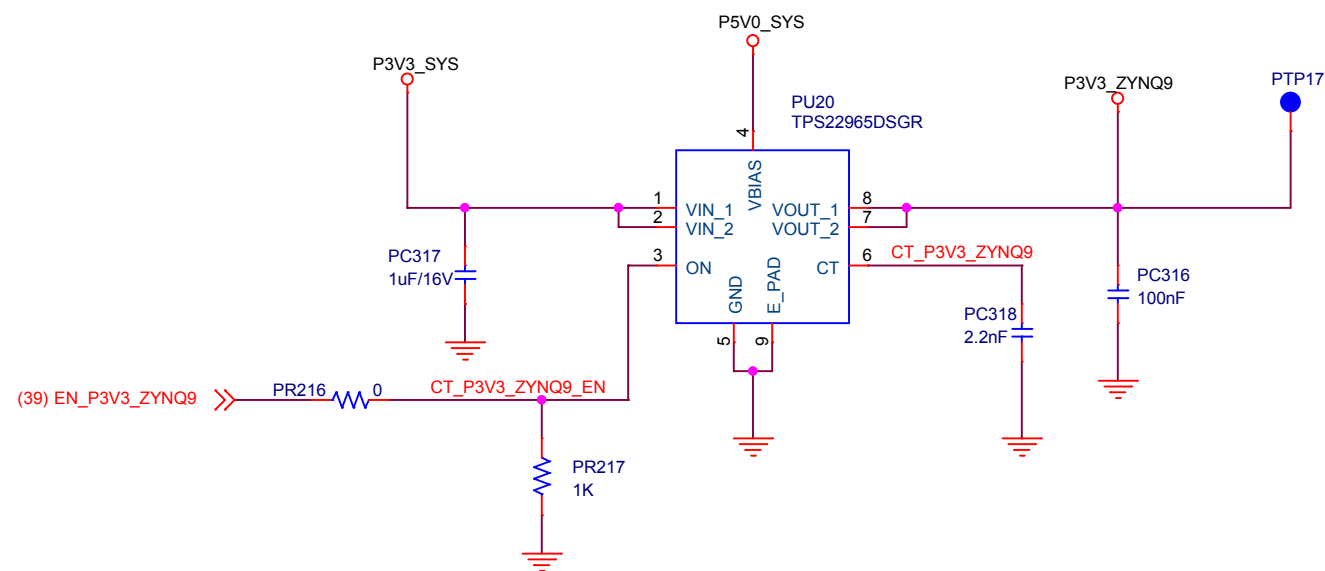 P5V0_SYS
P3V3_SYS
P3V3_ZYNQ9
PTP17
PU20
TPS22965DSGR
4
VBIAS
1
VIN_1
VOUT_1
8
2
VIN_2
VOUT_2
7
3
ON
CT
6
CT_P3V3_ZYNQ9
GND
E_PAD
5
9
PC317
1uF/16V
PC316
100nF
PC318
2.2nF
(39) EN_P3V3_ZYNQ9
PR216
0
CT_P3V3_ZYNQ9_EN
PR217
1K